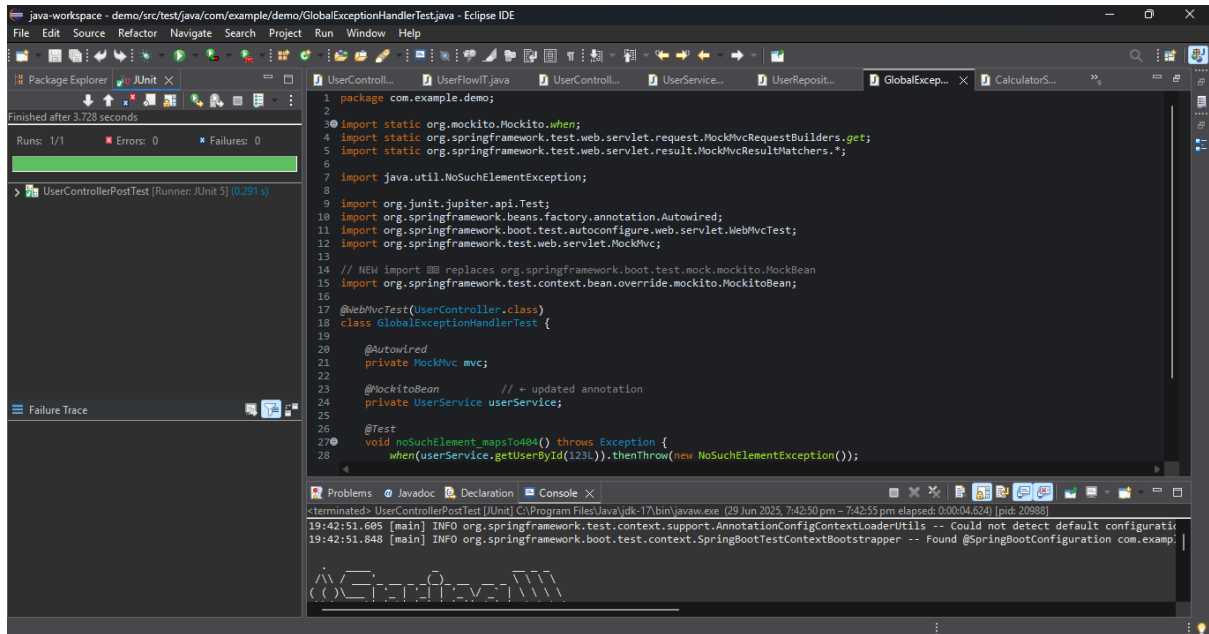 java-workspace - demo/src/test/java/com/example/demo/GlobalExceptionHandlerTest.java - Eclipse IDE
File Edit Source Refactor Navigate Search Project Run Window Help
Package Explorer JUnit
Finished after 3.728 seconds
Runs: 1/1 Errors: 0 Failures: 0
UserControllerPostTest [Runner: JUnit 5] (0.291 s)
Failure Trace
UserControll... UserFlowIT.java UserControll... UserService... UserReposit... GlobalExcep... CalculatorS... »9
1 package com.example.demo;
2
3 import static org.mockito.Mockito.when;
4 import static org.springframework.test.web.servlet.request.MockMvcRequestBuilders.get;
5 import static org.springframework.test.web.servlet.result.MockMvcResultMatchers.*;
6
7 import java.util.NoSuchElementException;
8
9 import org.junit.jupiter.api.Test;
10 import org.springframework.beans.factory.annotation.Autowired;
11 import org.springframework.boot.test.autoconfigure.web.servlet.WebMvcTest;
12 import org.springframework.test.web.servlet.MockMvc;
13
14 // NEW import replaces org.springframework.boot.test.mock.mockito.MockBean
15 import org.springframework.test.context.bean.override.mockito.MockitoBean;
16
17 @WebMvcTest(UserController.class)
18 class GlobalExceptionHandlerTest {
19
20 @Autowired
21 private MockMvc mvc;
22
23 @MockitoBean // ← updated annotation
24 private UserService userService;
25
26 @Test
27 void noSuchElement_mapsTo404() throws Exception {
28 when(userService.getUserById(123L)).thenThrow(new NoSuchElementException());
Problems Javadoc Declaration Console
<terminated> UserControllerPostTest [JUnit] C:\Program Files\Java\jdk-17\bin\javaw.exe (29 Jun 2025, 7:42:50 pm – 7:42:55 pm elapsed: 0:00:04.624) [pid: 20988]
19:42:51.605 [main] INFO org.springframework.test.context.support.AnnotationConfigContextLoaderUtils -- Could not detect default configuratic
19:42:51.848 [main] INFO org.springframework.boot.test.context.SpringBootTestContextBootstrapper -- Found @SpringBootConfiguration com.examp